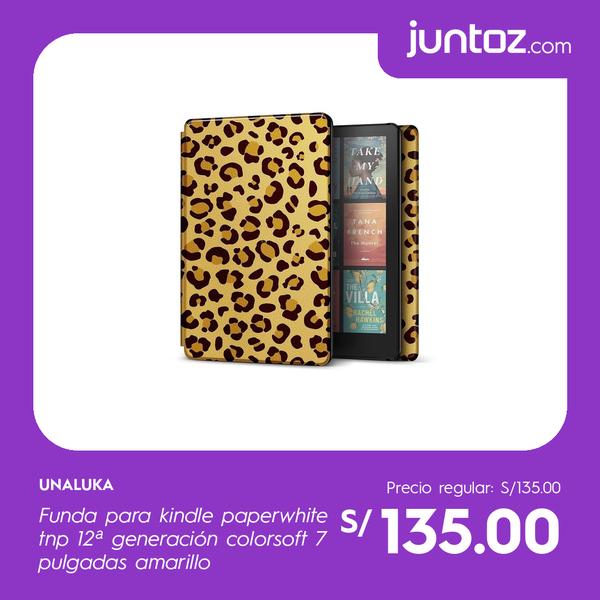 juntoz.com
TAKE
MY
HAND
TANA
FRENCH
The Hunter
THE
VILLA
RACHEL
HAWKINS
UNALUKA
Funda para kindle paperwhite
tnp 12ª generación colorsoft 7
pulgadas amarillo
Precio regular: S/135.00
S/ 135.00